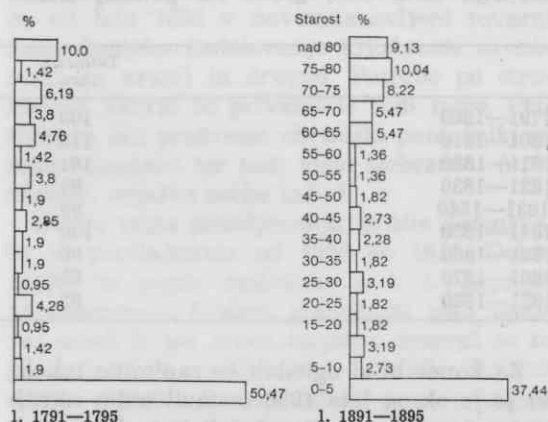 % Starost %
10,0 nad 80 9,13
1,42 75-80 10,04
6,19 70-75 8,22
3,8 65-70 5,47
4,76 60-65 5,47
1,42 1,36
3,8 50-55 1,36
1,9 45-50 1,82
2,85 40-45 2,73
1,9 35-40 2,28
1,9 30-35 1,82
0,95 25-30 3,19
4,28 20-25 1,82
0,95 15-20 1,82
1,42 3,19
1,9 5-10 2,73
50,47 0-5 37,44
1. 1791—1795 1. 1891—1895